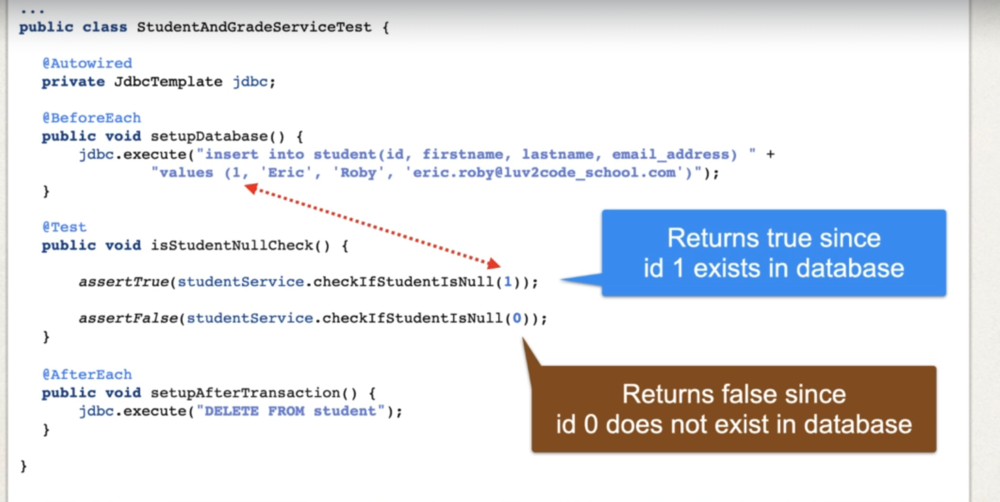 ...
public class StudentAndGradeServiceTest {
@Autowired
private JdbcTemplate jdbc;
@BeforeEach
public void setupDatabase() {
jdbc.execute("insert into student(id, firstname, lastname, email_address) " +
"values (1, 'Eric', 'Roby', 'eric.roby@luv2code_school.com')");
}
@Test
public void isStudentNullCheck() {
assertTrue(studentService.checkIfStudentIsNull(1));
assertFalse(studentService.checkIfStudentIsNull(0));
}
@AfterEach
public void setupAfterTransaction() {
jdbc.execute("DELETE FROM student");
}
}
Returns true since
id 1 exists in database
Returns false since
id 0 does not exist in database